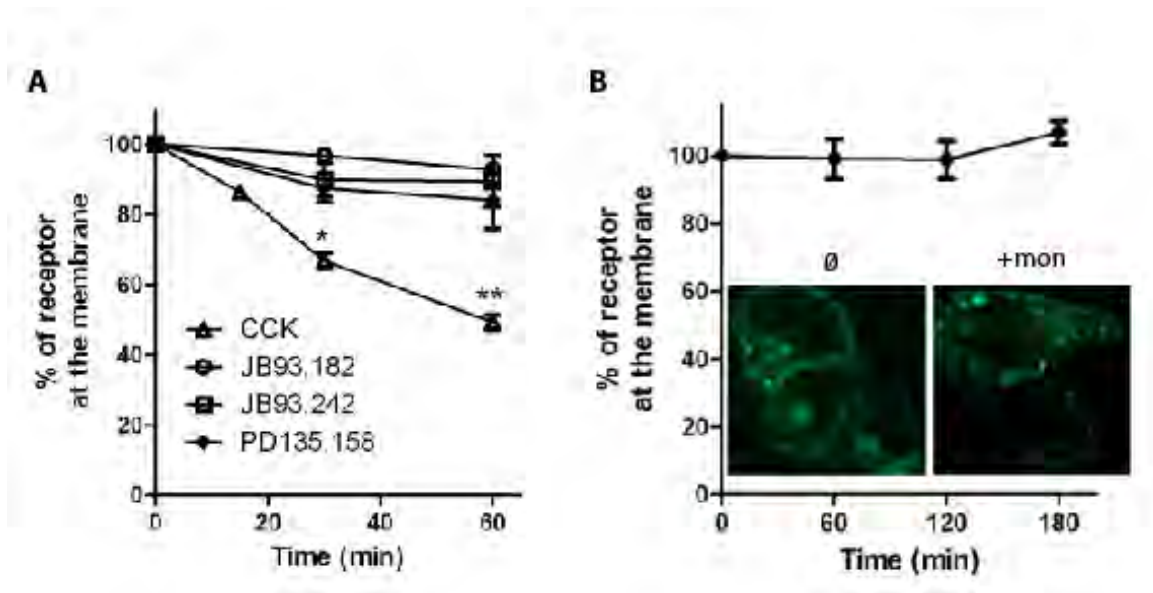 A
% of receptor
at the membrane
100
80
60
40
20
0
*
**
CCK
JB93.182
JB93.242
PD135.158
0
20
40
60
Time (min)
B
% of receptor
at the membrane
100
80
60
40
20
0
ø
+mon
0
60
120
180
Time (min)